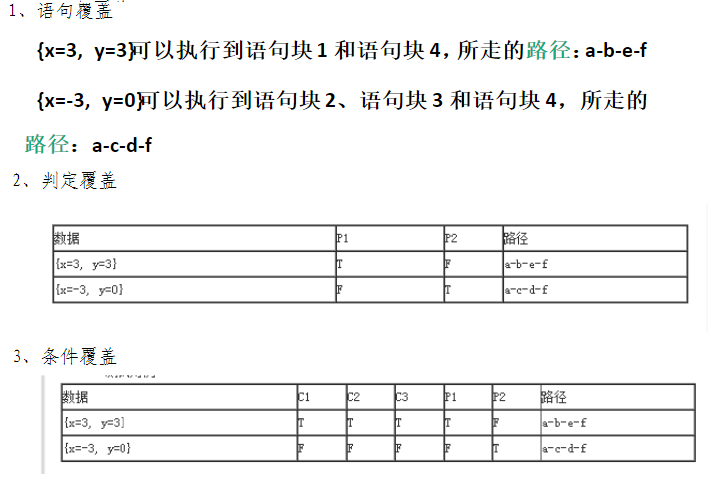 1、语句覆盖
{x=3, y=3}可以执行到语句块1和语句块4，所走的路径：a-b-e-f
{x=-3, y=0}可以执行到语句块2、语句块3和语句块4，所走的
路径：a-c-d-f
2、判定覆盖
数据 P1 P2 路径
{x=3, y=3} T F a-b-e-f
{x=-3, y=0} F T a-c-d-f
3、条件覆盖
数据 C1 C2 C3 P1 P2 路径
{x=3, y=3] T T T T F a-b-e-f
{x=-3, y=0} F F F F T a-c-d-f